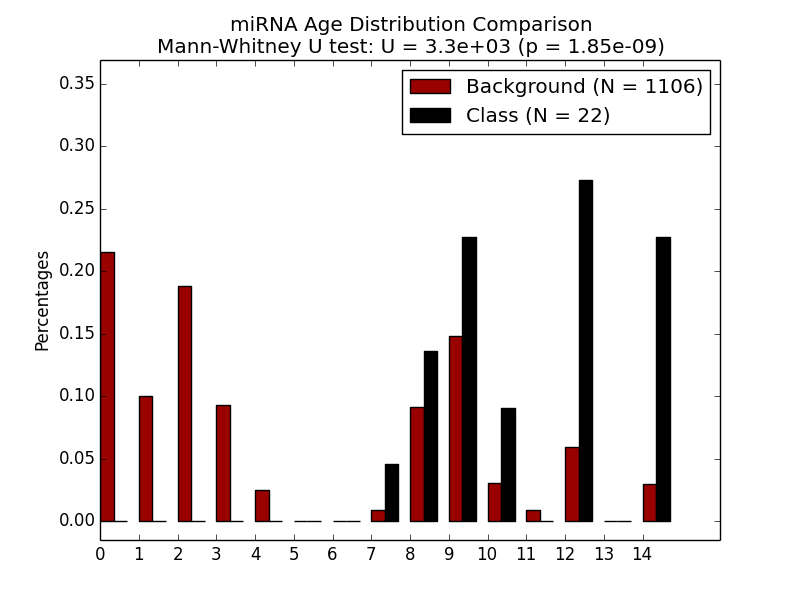 miRNA Age Distribution Comparison
Mann-Whitney U test: U = 3.3e+03 (p = 1.85e-09)
Background (N = 1106)
Class (N = 22)
Percentages
0.35
0.30
0.25
0.20
0.15
0.10
0.05
0.00
0 1 2 3 4 5 6 7 8 9 10 11 12 13 14